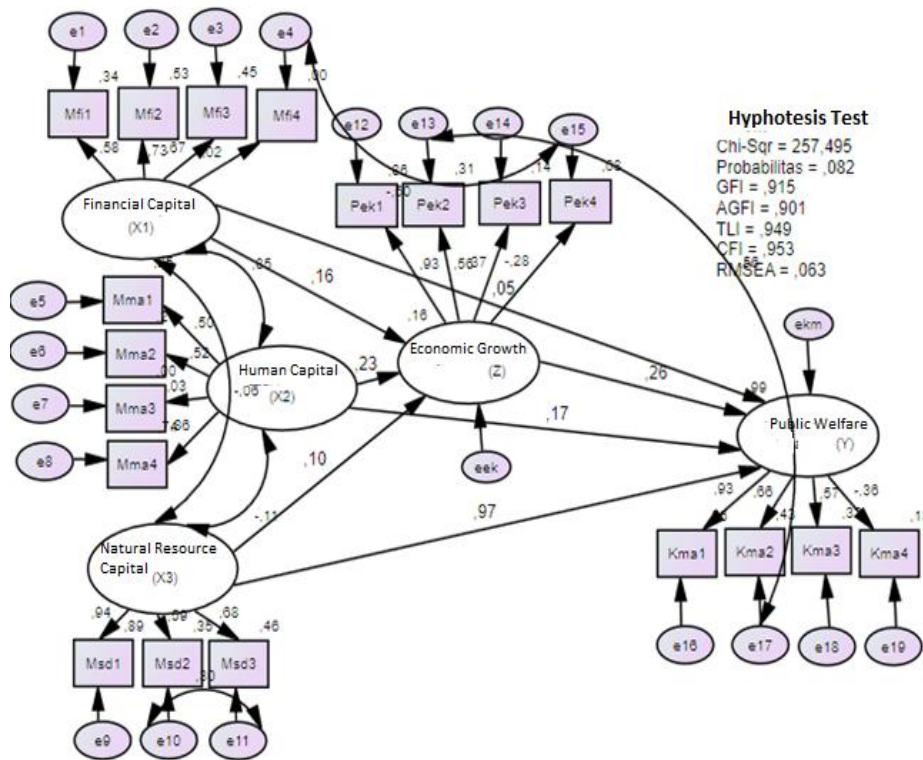 e1
e2
e3
e4
,34
,53
,45
,00
Mfi1
Mfi2
Mfi3
Mfi4
,58
,73
,67
,02
Financial Capital
(X1)
e12
e13
e14
e15
,31
,14
Pek1
Pek2
Pek3
Pek4
,93
,56
,37
-,28
Hyphotesis Test
Chi-Sqr = 257,495
Probabilitas = ,082
GFI = ,915
AGFI = ,901
TLI = ,949
CFI = ,953
RMSEA = ,063
,85
,16
,05
,16
Economic Growth
(Z)
eek
e5
e6
e7
e8
Mma1
Mma2
Mma3
Mma4
,50
,52
,03
,00
-,06
Human Capital
(X2)
,23
,17
,26
,10
-,11
,97
ekm
,99
Public Welfare
(Y)
,93
,66
,57
-,36
,43
Kma1
Kma2
Kma3
Kma4
e16
e17
e18
e19
Natural Resource
Capital
(X3)
,94
,59
,68
,89
,35
,46
Msd1
Msd2
Msd3
e9
e10
e11